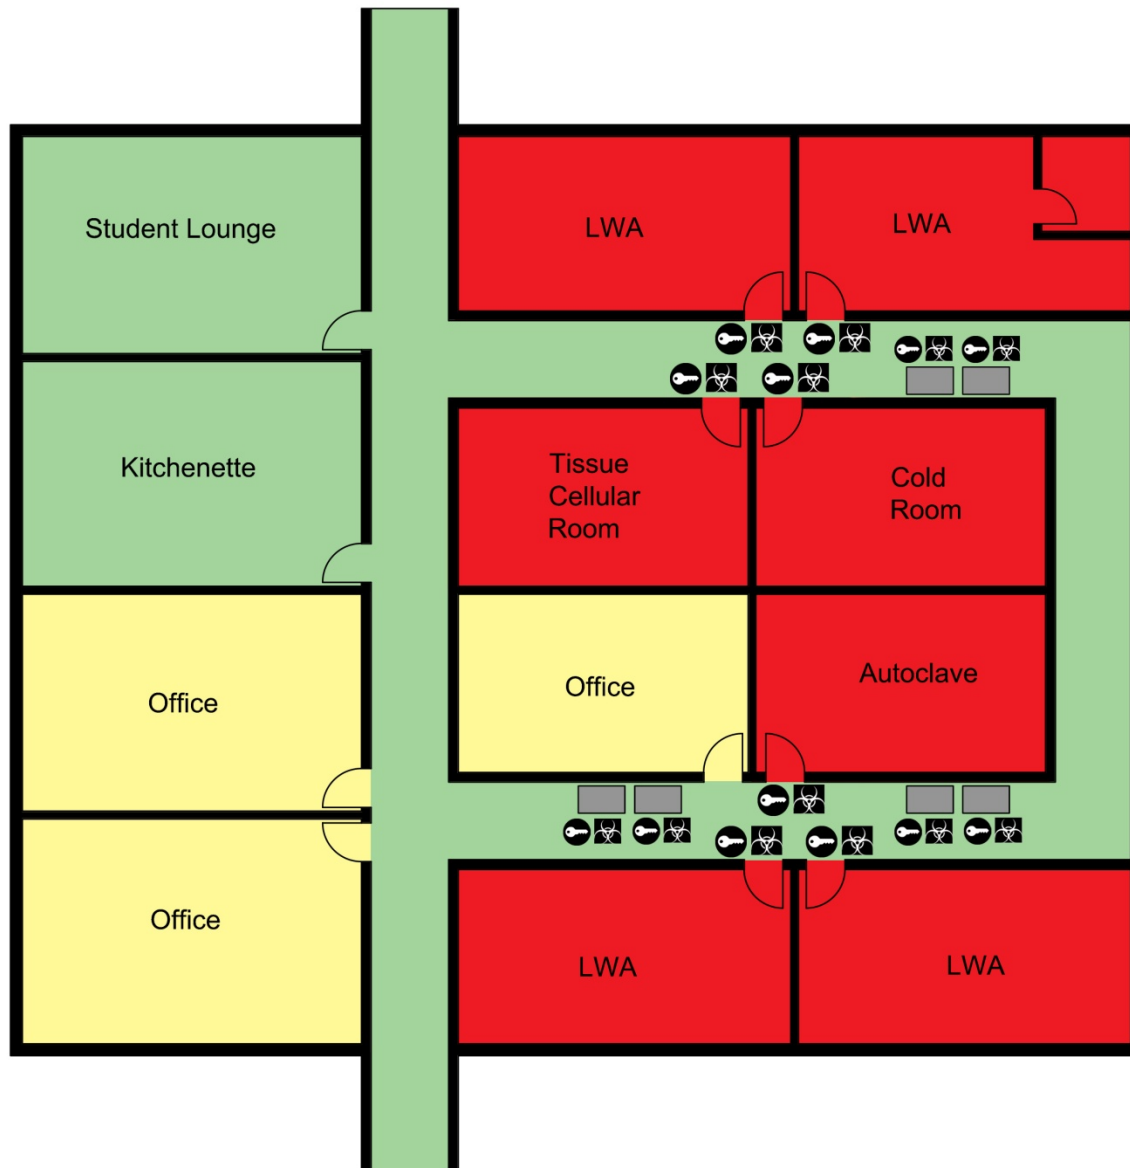 Student Lounge
LWA
LWA
Kitchenette
Tissue
Cellular
Room
Cold
Room
Office
Office
Autoclave
Office
LWA
LWA